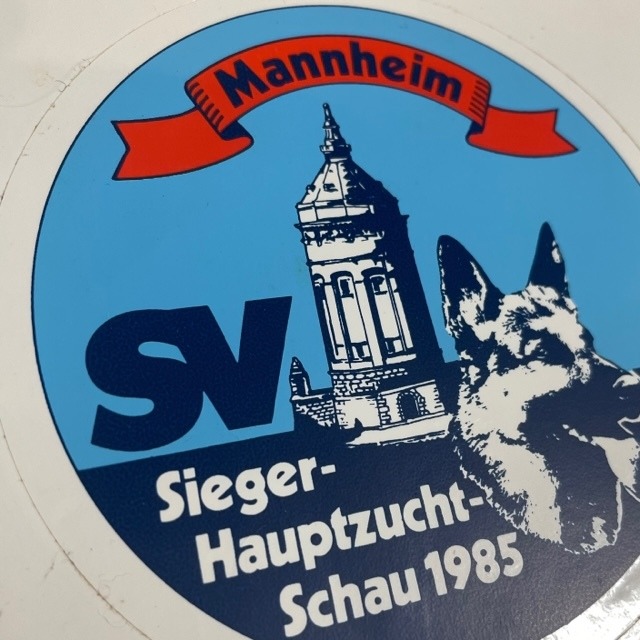 Mannheim
SV
Sieger-
Hauptzucht-
Schau 1985